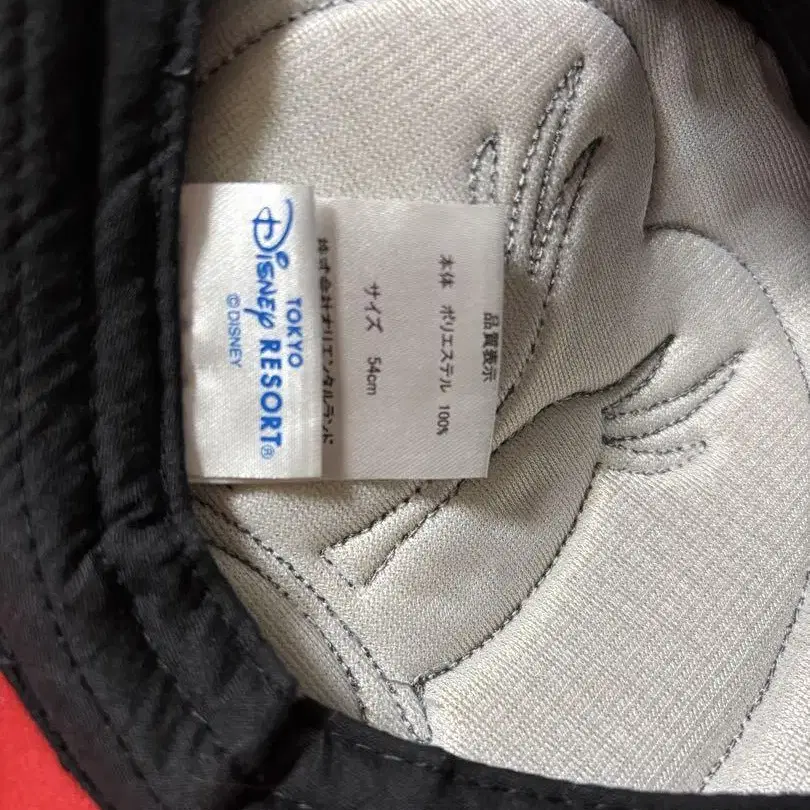 TOKYO
DISNEY RESORT®
©DISNEY
品質表示
本体 ポリエステル 100%
サイズ 54cm
株式会社オリエンタルランド